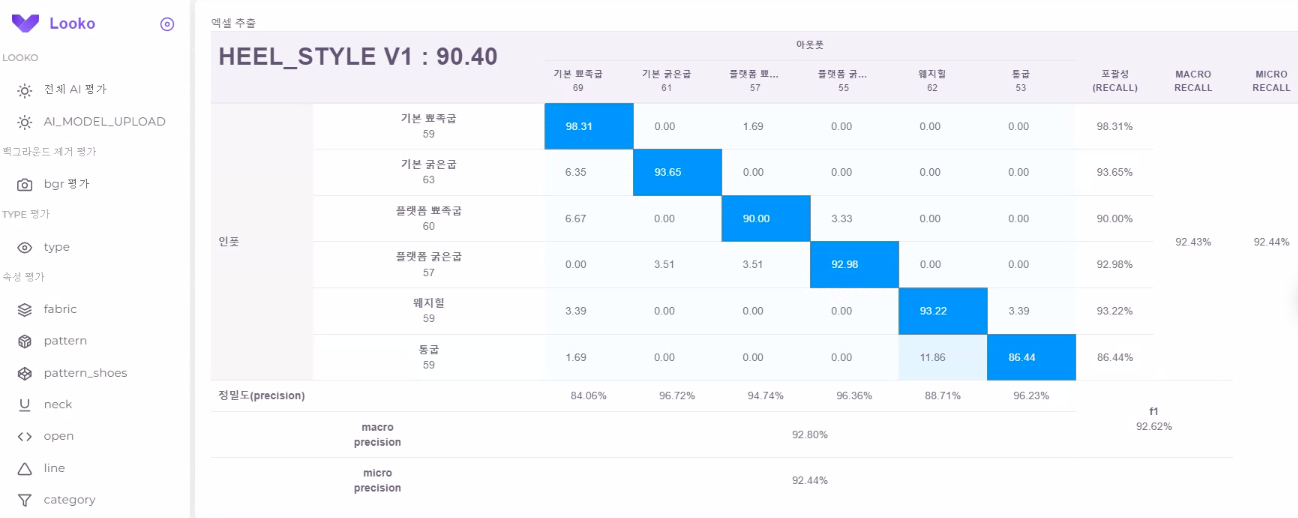 Looko
LOOKO
전체 AI 평가
AI_MODEL_UPLOAD
백그라운드 제거 평가
bgr 평가
TYPE 평가
type
속성 평가
fabric
pattern
pattern_shoes
neck
open
line
category
엑셀 추출
HEEL_STYLE V1 : 90.40
아웃풋
기본 뾰족굽 기본 굵은굽 플랫폼 뾰... 플랫폼 굵... 웨지힐 통굽 포괄성 MACRO MICRO
69 61 57 55 62 53 (RECALL) RECALL RECALL
인풋
기본 뾰족굽
59
98.31 0.00 1.69 0.00 0.00 0.00 98.31%
기본 굵은굽
63
6.35 93.65 0.00 0.00 0.00 0.00 93.65%
플랫폼 뾰족굽
60
6.67 0.00 90.00 3.33 0.00 0.00 90.00%
92.43% 92.44%
플랫폼 굵은굽
57
0.00 3.51 3.51 92.98 0.00 0.00 92.98%
웨지힐
59
3.39 0.00 0.00 0.00 93.22 3.39 93.22%
통굽
59
1.69 0.00 0.00 0.00 11.86 86.44 86.44%
정밀도(precision) 84.06% 96.72% 94.74% 96.36% 88.71% 96.23%
f1
92.62%
macro
precision
92.80%
micro
precision
92.44%